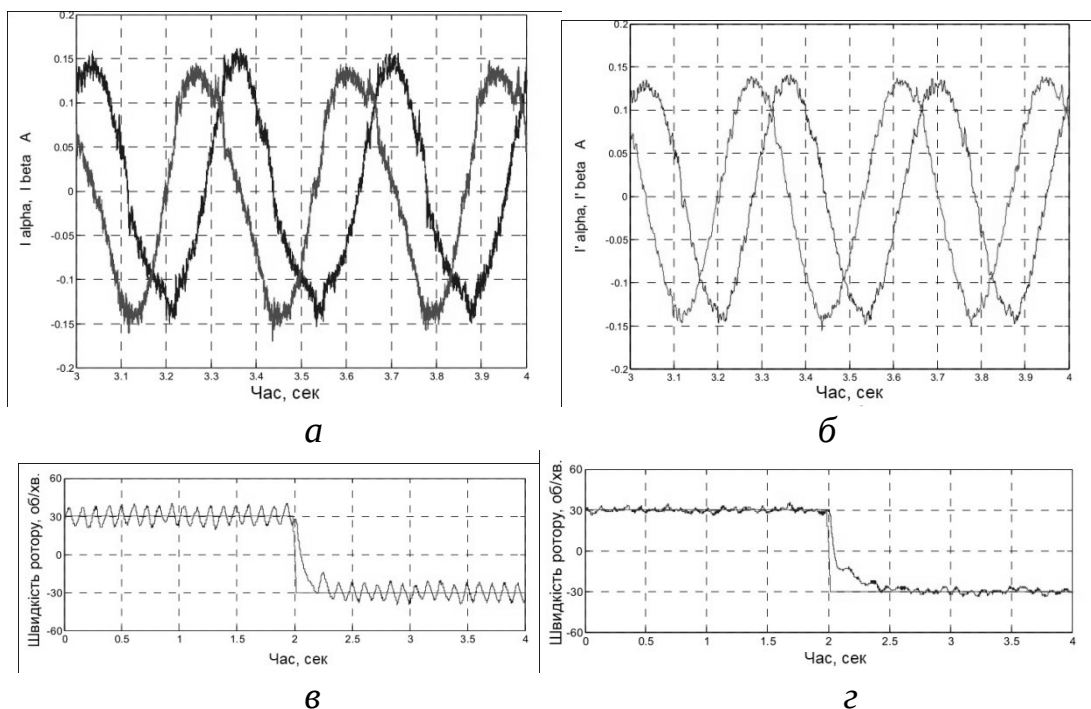 0.2
0.15
0.1
0.05
0
-0.05
-0.1
-0.15
-0.2
I alpha, I beta A
3 3.1 3.2 3.3 3.4 3.5 3.6 3.7 3.8 3.9 4
Час, сек
а
0.2
0.15
0.1
0.05
0
-0.05
-0.1
-0.15
-0.2
I' alpha, I' beta A
3 3.1 3.2 3.3 3.4 3.5 3.6 3.7 3.8 3.9 4
Час, сек
б
60
30
0
-30
-60
Швидкість ротору, об/хв.
0 0.5 1 1.5 2 2.5 3 3.5 4
Час, сек
в
60
30
0
-30
-60
Швидкість ротору, об/хв.
0 0.5 1 1.5 2 2.5 3 3.5 4
Час, сек
г